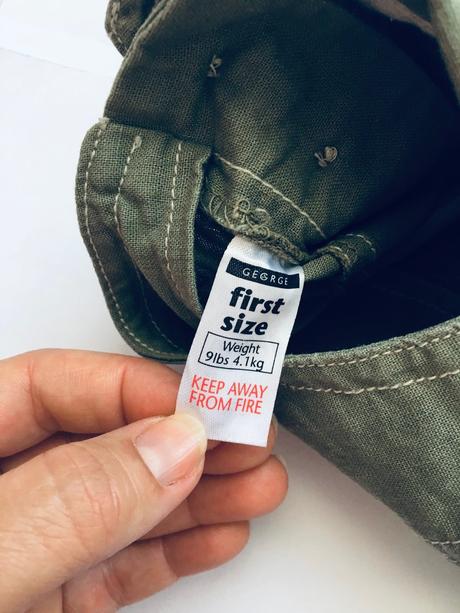 GEORGE
first
size
Weight
9lbs 4.1kg
KEEP AWAY
FROM FIRE